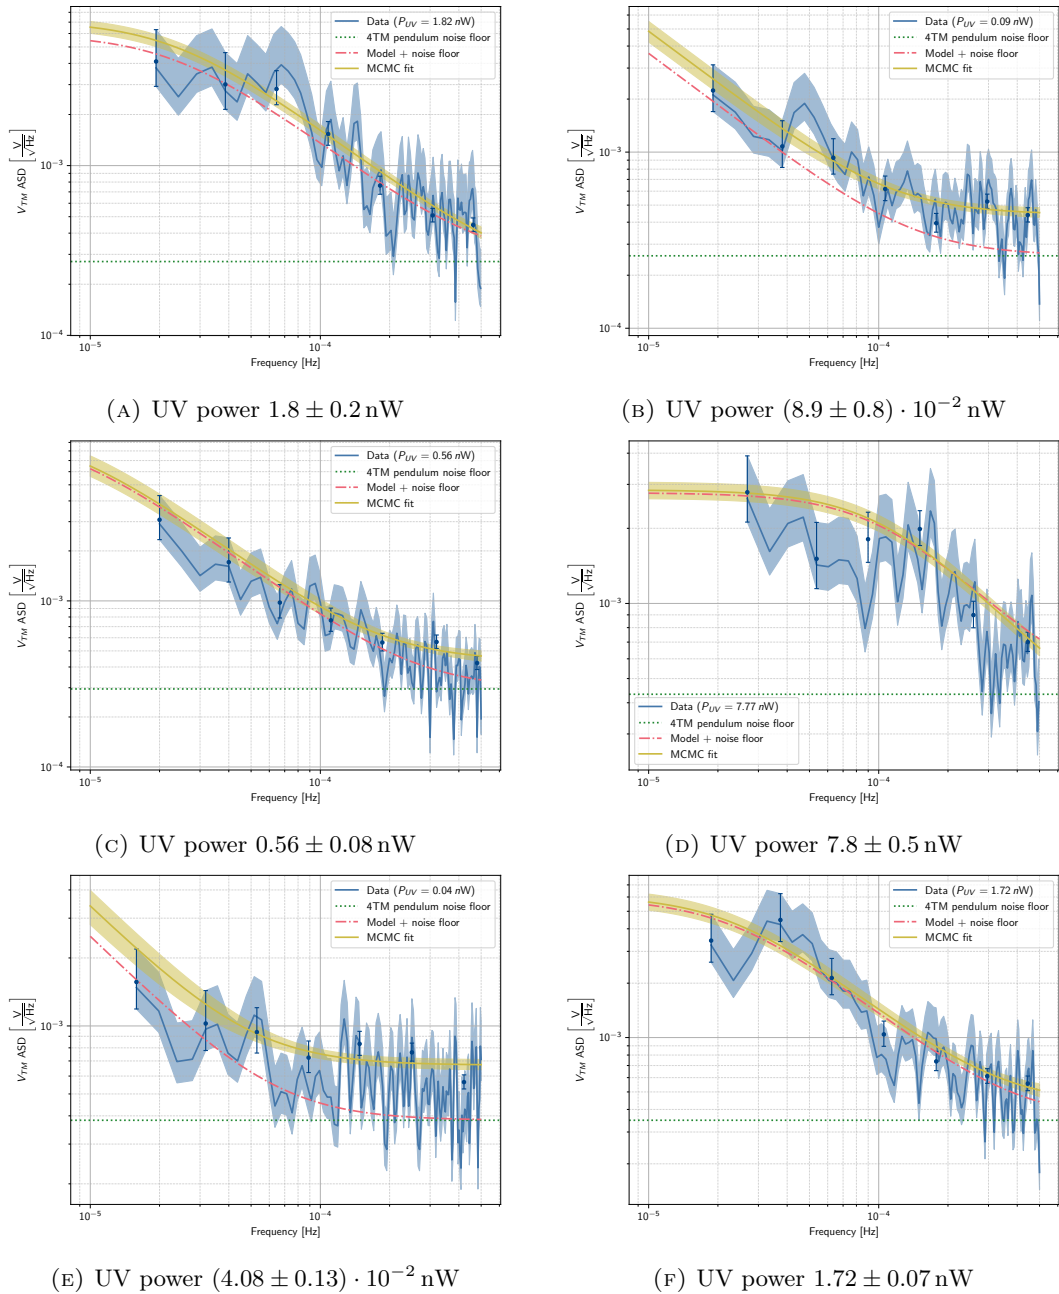 Data (P_UV = 1.82 nW)
4TM pendulum noise floor
Model + noise floor
MCMC fit
V_TM ASD [V/√Hz]
10⁻³
10⁻⁴
10⁻⁵
10⁻⁴
Frequency [Hz]
(A) UV power 1.8 ± 0.2 nW
Data (P_UV = 0.09 nW)
4TM pendulum noise floor
Model + noise floor
MCMC fit
V_TM ASD [V/√Hz]
10⁻³
10⁻⁴
10⁻⁵
10⁻⁴
Frequency [Hz]
(B) UV power (8.9 ± 0.8) · 10⁻² nW
Data (P_UV = 0.56 nW)
4TM pendulum noise floor
Model + noise floor
MCMC fit
V_TM ASD [V/√Hz]
10⁻³
10⁻⁴
10⁻⁵
10⁻⁴
Frequency [Hz]
(C) UV power 0.56 ± 0.08 nW
V_TM ASD [V/√Hz]
10⁻³
Data (P_UV = 7.77 nW)
4TM pendulum noise floor
Model + noise floor
MCMC fit
10⁻⁵
10⁻⁴
Frequency [Hz]
(D) UV power 7.8 ± 0.5 nW
Data (P_UV = 0.04 nW)
4TM pendulum noise floor
Model + noise floor
MCMC fit
V_TM ASD [V/√Hz]
10⁻³
10⁻⁵
10⁻⁴
Frequency [Hz]
(E) UV power (4.08 ± 0.13) · 10⁻² nW
Data (P_UV = 1.72 nW)
4TM pendulum noise floor
Model + noise floor
MCMC fit
V_TM ASD [V/√Hz]
10⁻³
10⁻⁵
10⁻⁴
Frequency [Hz]
(F) UV power 1.72 ± 0.07 nW